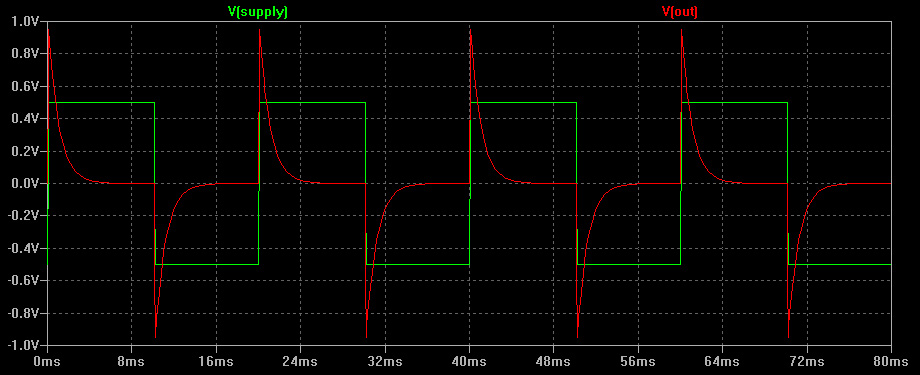 V(supply) V(out)
1.0V
0.8V
0.6V
0.4V
0.2V
0.0V
-0.2V
-0.4V
-0.6V
-0.8V
-1.0V
0ms 8ms 16ms 24ms 32ms 40ms 48ms 56ms 64ms 72ms 80ms